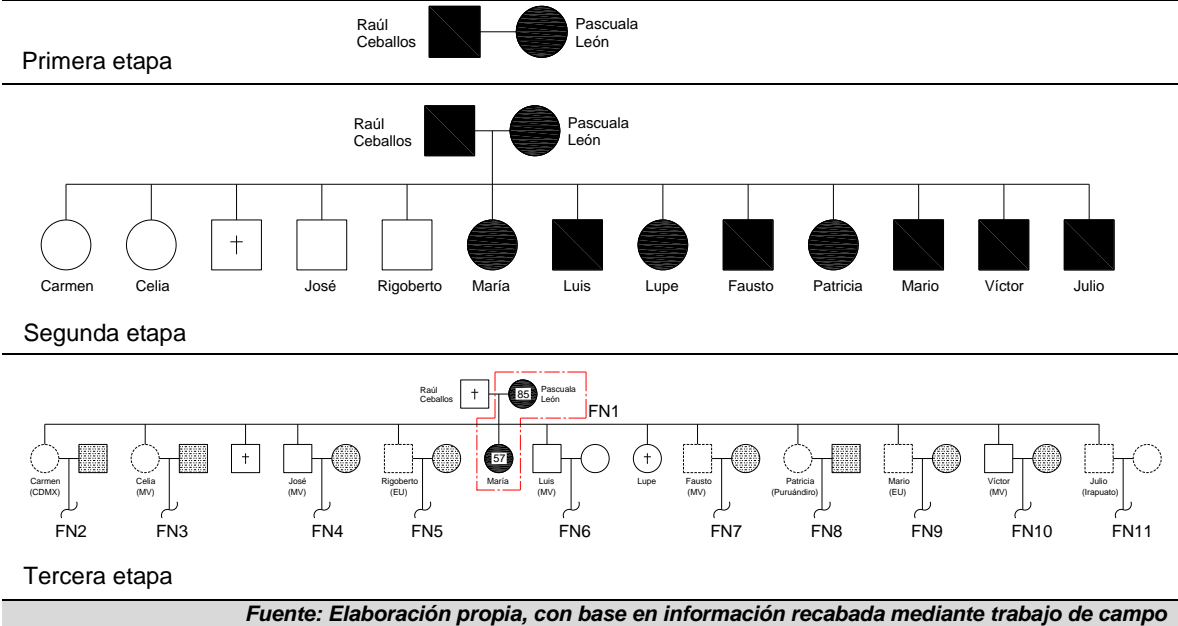 Raúl
Ceballos
Pascuala
León
Primera etapa
Raúl
Ceballos
Pascuala
León
Carmen
Celia
José
Rigoberto
María
Luis
Lupe
Fausto
Patricia
Mario
Víctor
Julio
Segunda etapa
Raúl
Ceballos
85
Pascuala
León
FN1
57
Carmen
(CDMX)
Celia
(MV)
José
(MV)
Rigoberto
(EU)
María
Luis
(MV)
Lupe
Fausto
(MV)
Patricia
(Puruándiro)
Mario
(EU)
Víctor
(MV)
Julio
(Irapuato)
FN2
FN3
FN4
FN5
FN6
FN7
FN8
FN9
FN10
FN11
Tercera etapa
Fuente: Elaboración propia, con base en información recabada mediante trabajo de campo